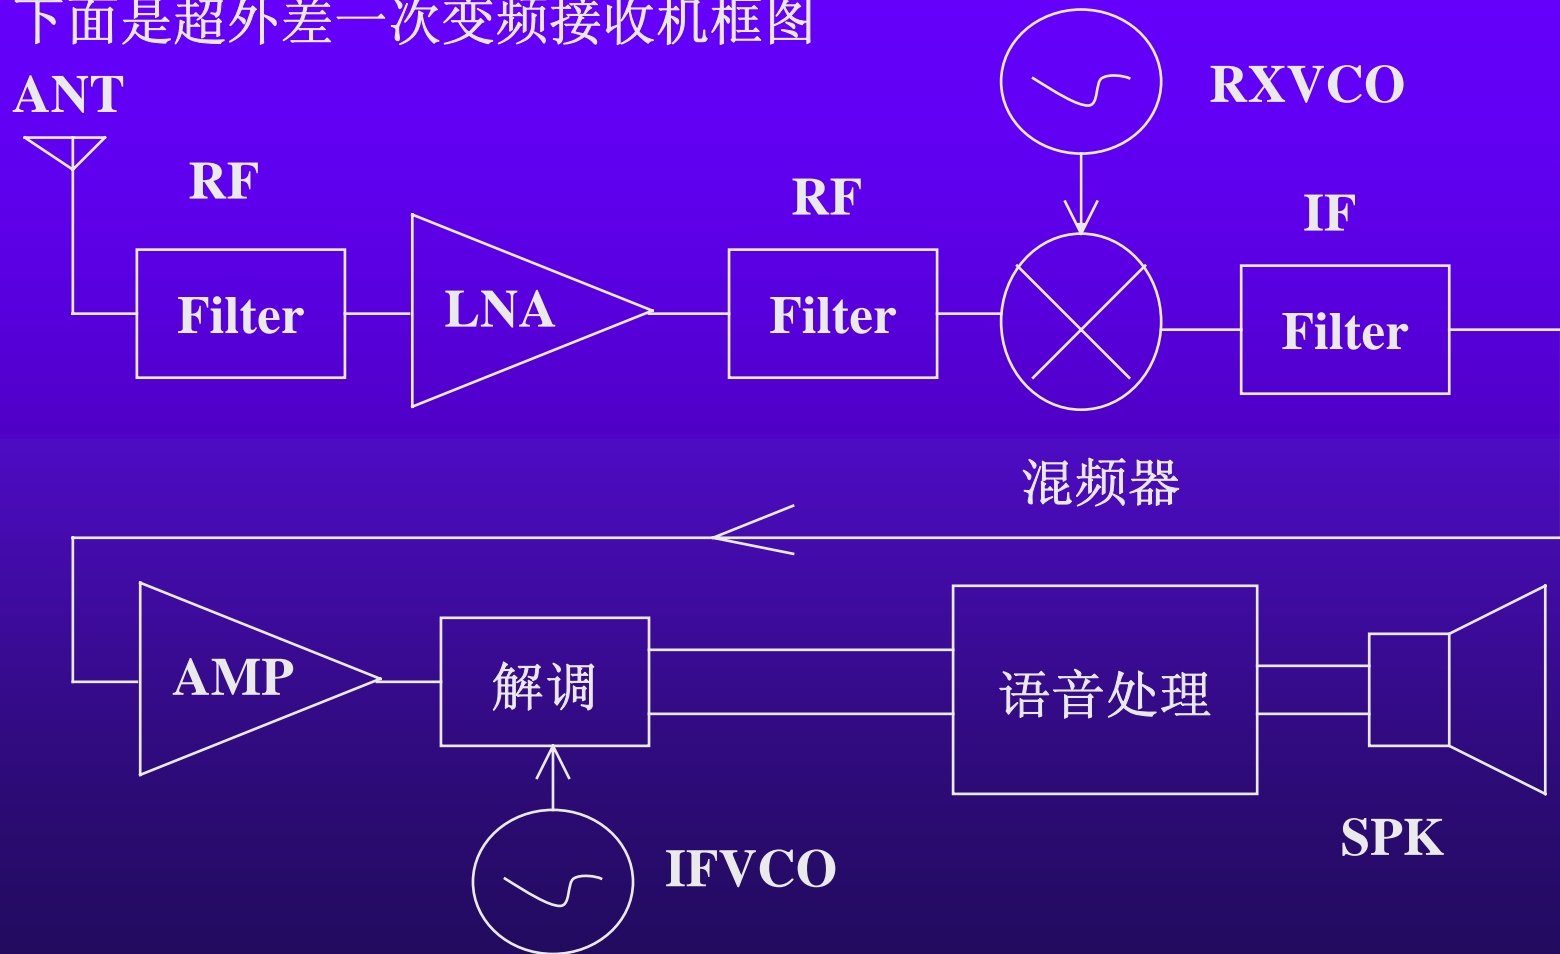 下面是超外差一次变频接收机框图
ANT
RXVCO
RF
RF
IF
Filter
LNA
Filter
Filter
混频器
AMP
解调
语音处理
SPK
IFVCO